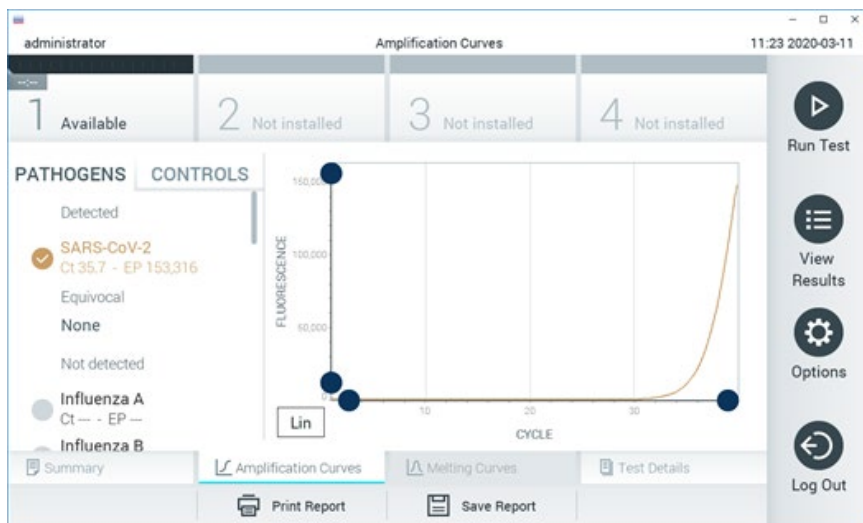 administrator
Amplification Curves
11:23 2020-03-11
--:--
1 Available
2 Not installed
3 Not installed
4 Not installed
Run Test
PATHOGENS
CONTROLS
Detected
SARS-CoV-2
Ct 35.7 - EP 153,316
Equivocal
None
Not detected
Influenza A
Ct --- - EP ---
Influenza B
FLUORESCENCE
150,000
100,000
50,000
0
10
20
30
CYCLE
Lin
View
Results
Options
Log Out
Summary
Amplification Curves
Melting Curves
Test Details
Print Report
Save Report